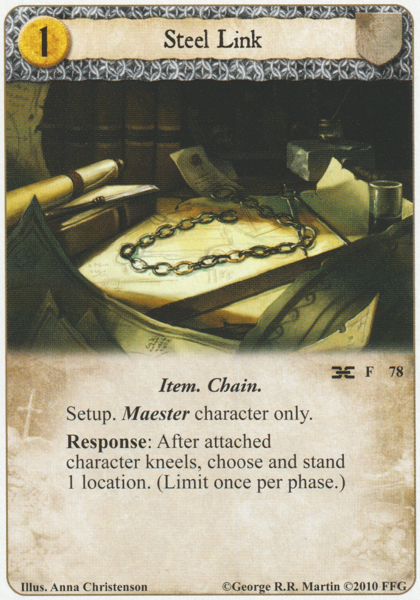 1
Steel Link
F 78
Item. Chain.
Setup. Maester character only.
Response: After attached
character kneels, choose and stand
1 location. (Limit once per phase.)
Illus. Anna Christenson
©George R.R. Martin ©2010 FFG